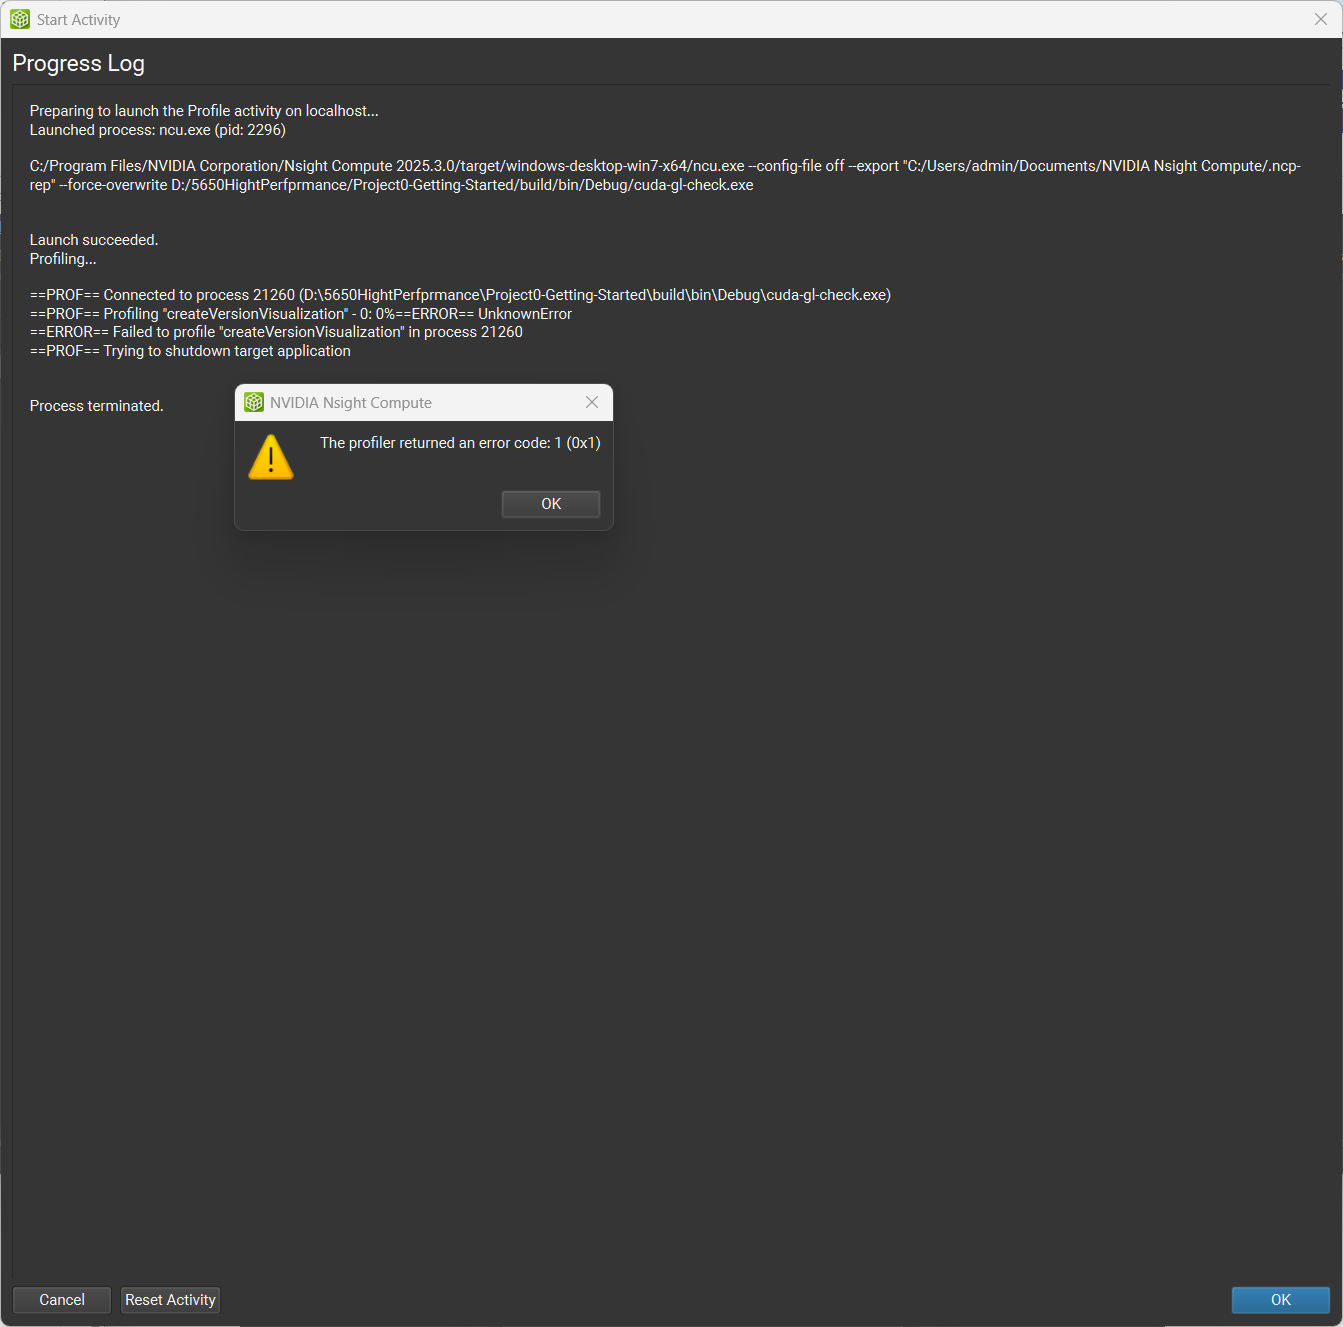 Start Activity
Progress Log
Preparing to launch the Profile activity on localhost...
Launched process: ncu.exe (pid: 2296)
C:/Program Files/NVIDIA Corporation/Nsight Compute 2025.3.0/target/windows-desktop-win7-x64/ncu.exe --config-file off --export "C:/Users/admin/Documents/NVIDIA Nsight Compute/.ncp-
rep" --force-overwrite D:/5650HightPerfprmance/Project0-Getting-Started/build/bin/Debug/cuda-gl-check.exe
Launch succeeded.
Profiling...
==PROF== Connected to process 21260 (D:\5650HightPerfprmance\Project0-Getting-Started\build\bin\Debug\cuda-gl-check.exe)
==PROF== Profiling "createVersionVisualization" - 0: 0%==ERROR== UnknownError
==ERROR== Failed to profile "createVersionVisualization" in process 21260
==PROF== Trying to shutdown target application
Process terminated.
NVIDIA Nsight Compute
The profiler returned an error code: 1 (0x1)
OK
Cancel
Reset Activity
OK